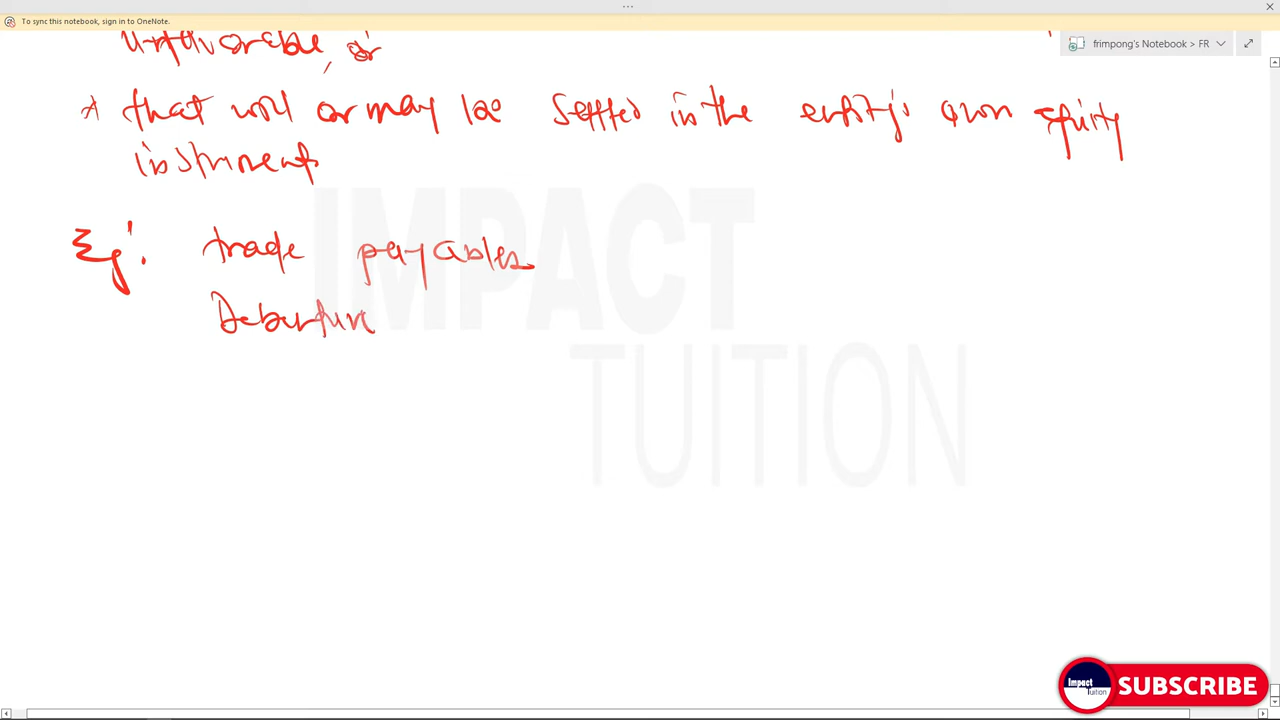 To sync this notebook, sign in to OneNote.
frimpong's Notebook > FR
unfavorable, or
* that will or may be settled in the entity's own equity
instruments
Eg: trade payables
Debenture
IMPACT
TUITION
Impact
Tuition
SUBSCRIBE